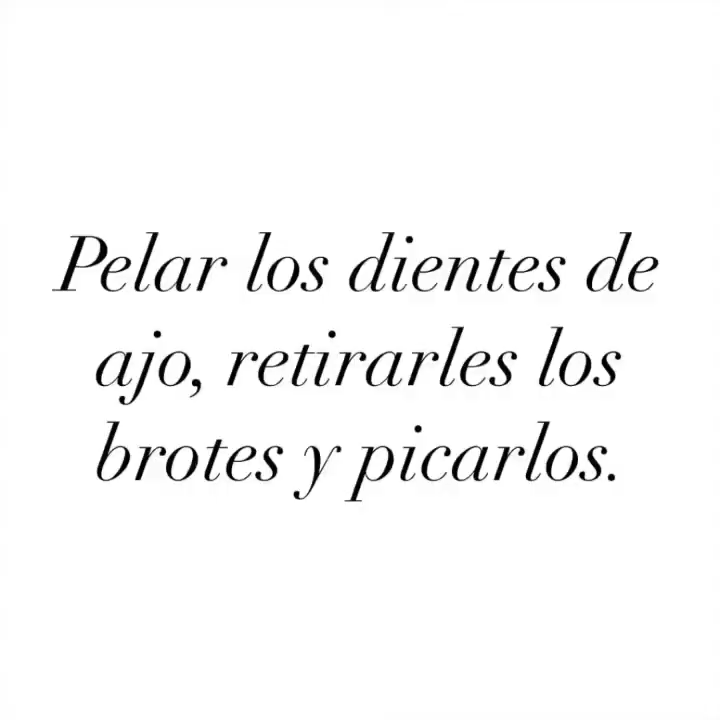 Pelar los dientes de
ajo, retirarles los
brotes y picarlos.